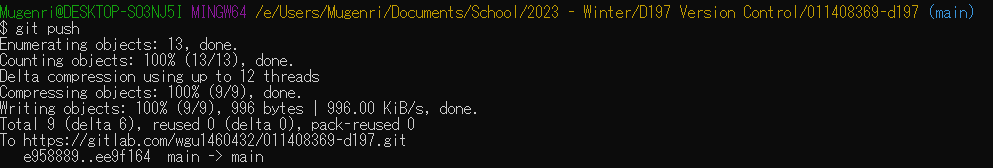 Mugenri@DESKTOP-SO3NJ5I MINGW64 /e/Users/Mugenri/Documents/School/2023 - Winter/D197 Version Control/011408369-d197 (main)
$ git push
Enumerating objects: 13, done.
Counting objects: 100% (13/13), done.
Delta compression using up to 12 threads
Compressing objects: 100% (9/9), done.
Writing objects: 100% (9/9), 996 bytes | 996.00 KiB/s, done.
Total 9 (delta 6), reused 0 (delta 0), pack-reused 0
To https://gitlab.com/wgu1460432/011408369-d197.git
   e958889..ee9f164  main -> main